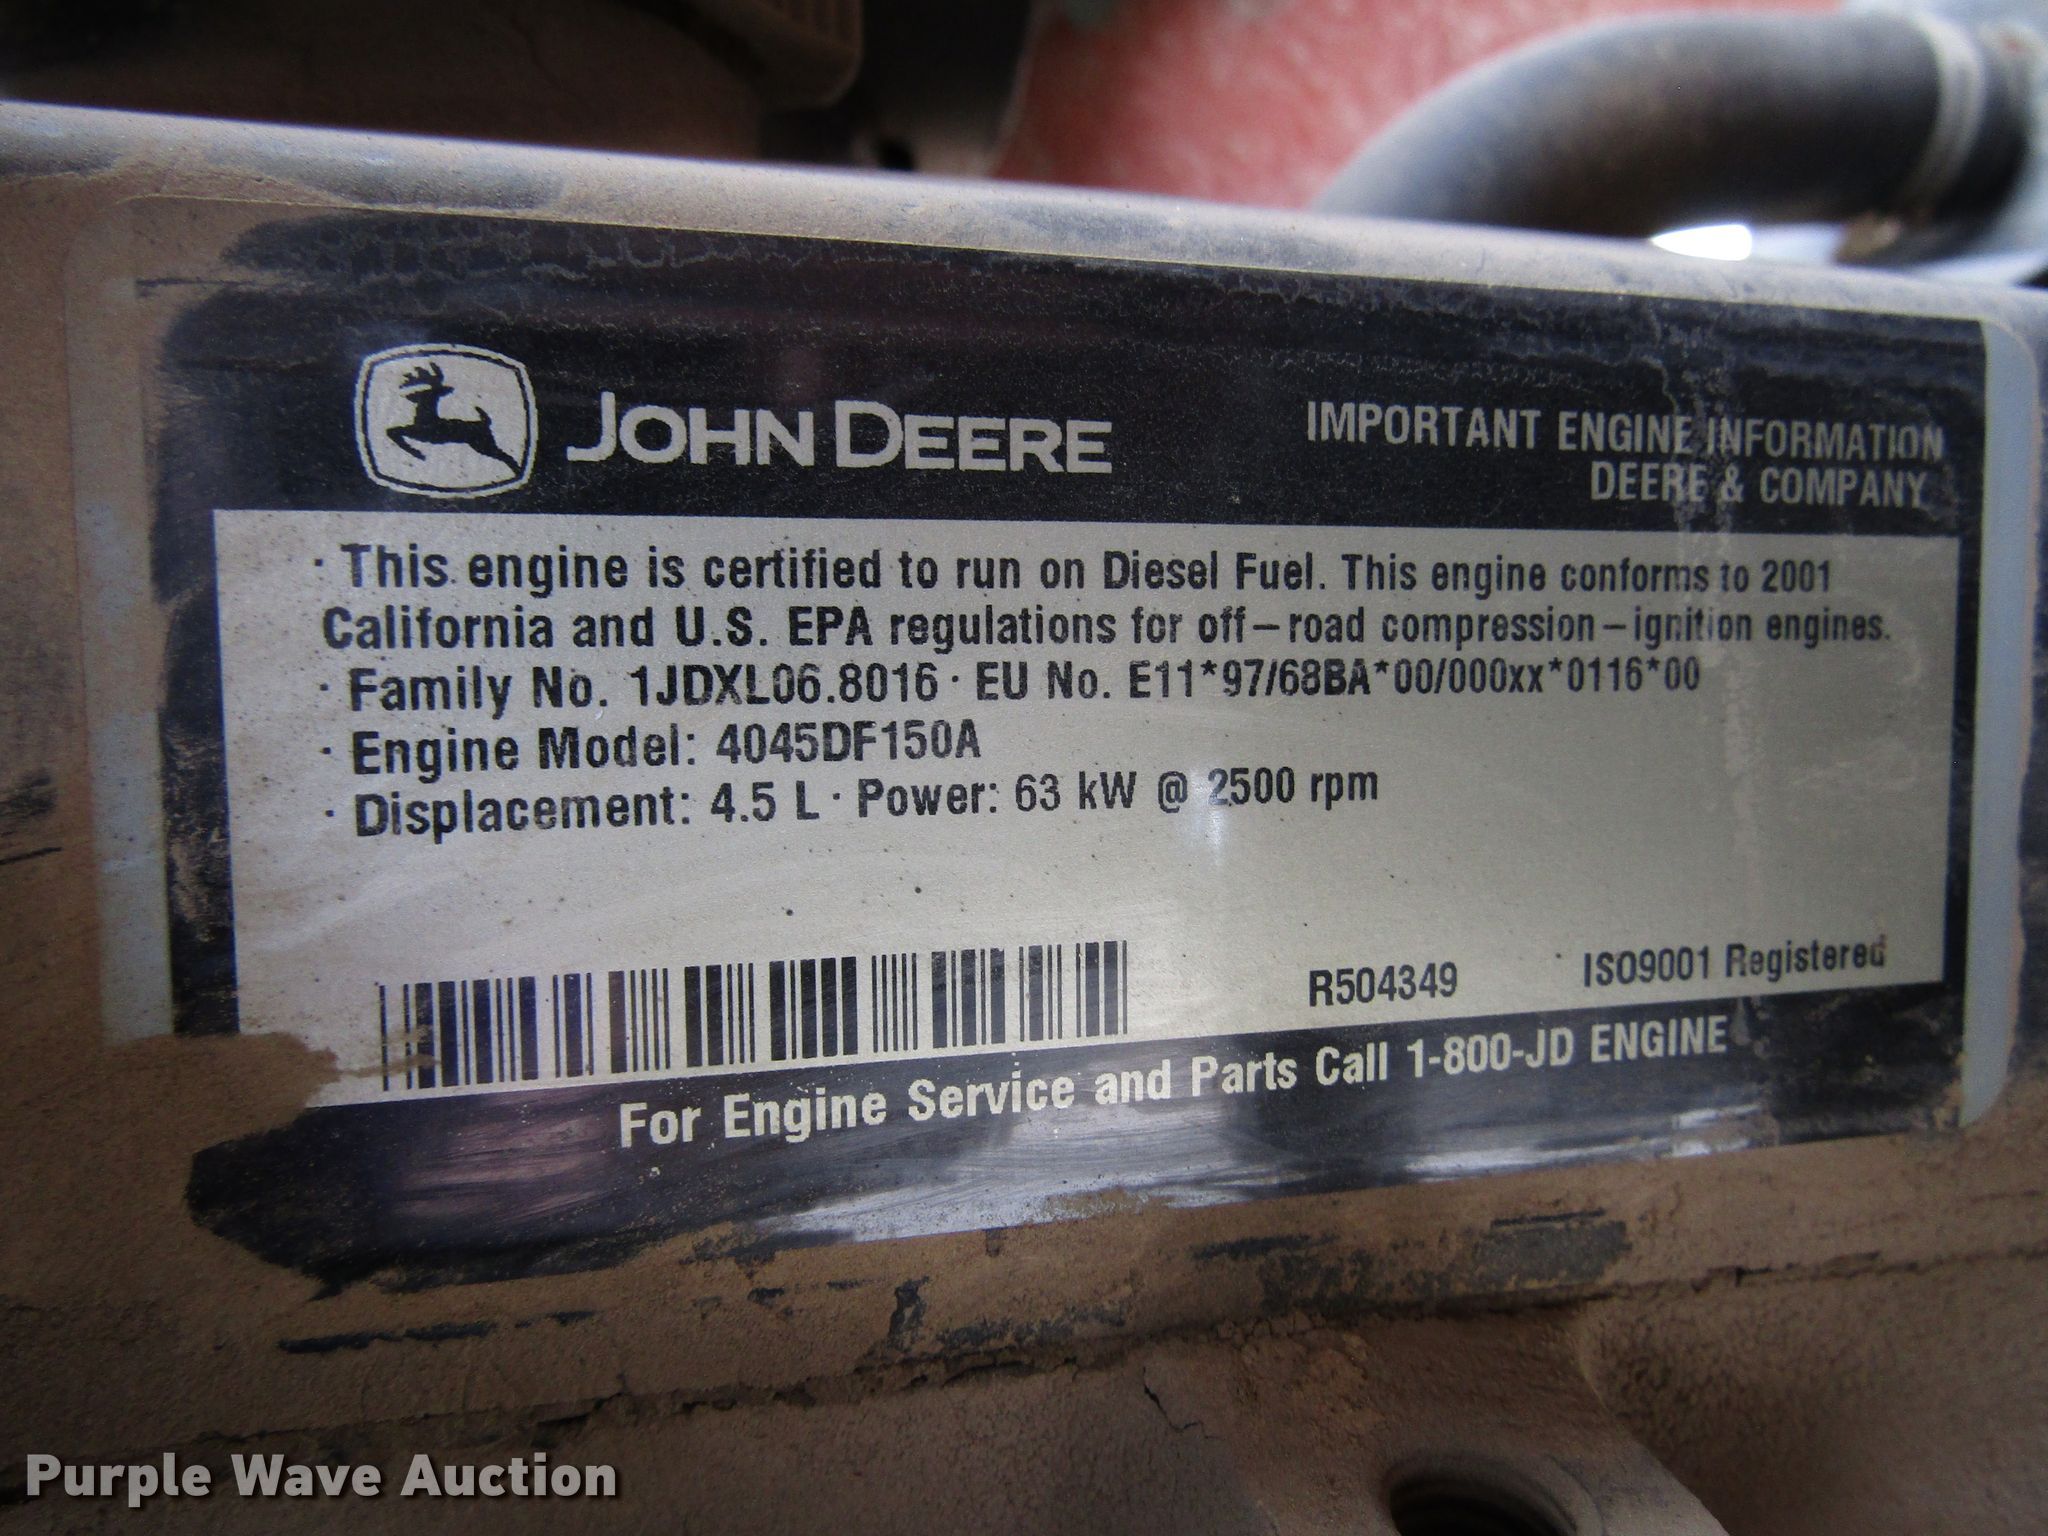 JOHN DEERE
IMPORTANT ENGINE INFORMATION
DEERE & COMPANY
· This engine is certified to run on Diesel Fuel. This engine conforms to 2001
California and U.S. EPA regulations for off-road compression-ignition engines.
· Family No. 1JDXL06.8016 · EU No. E11*97/68BA*00/000xx*0116*00
· Engine Model: 4045DF150A
· Displacement: 4.5 L · Power: 63 kW @ 2500 rpm
R504349
ISO9001 Registered
For Engine Service and Parts Call 1-800-JD ENGINE
Purple Wave Auction